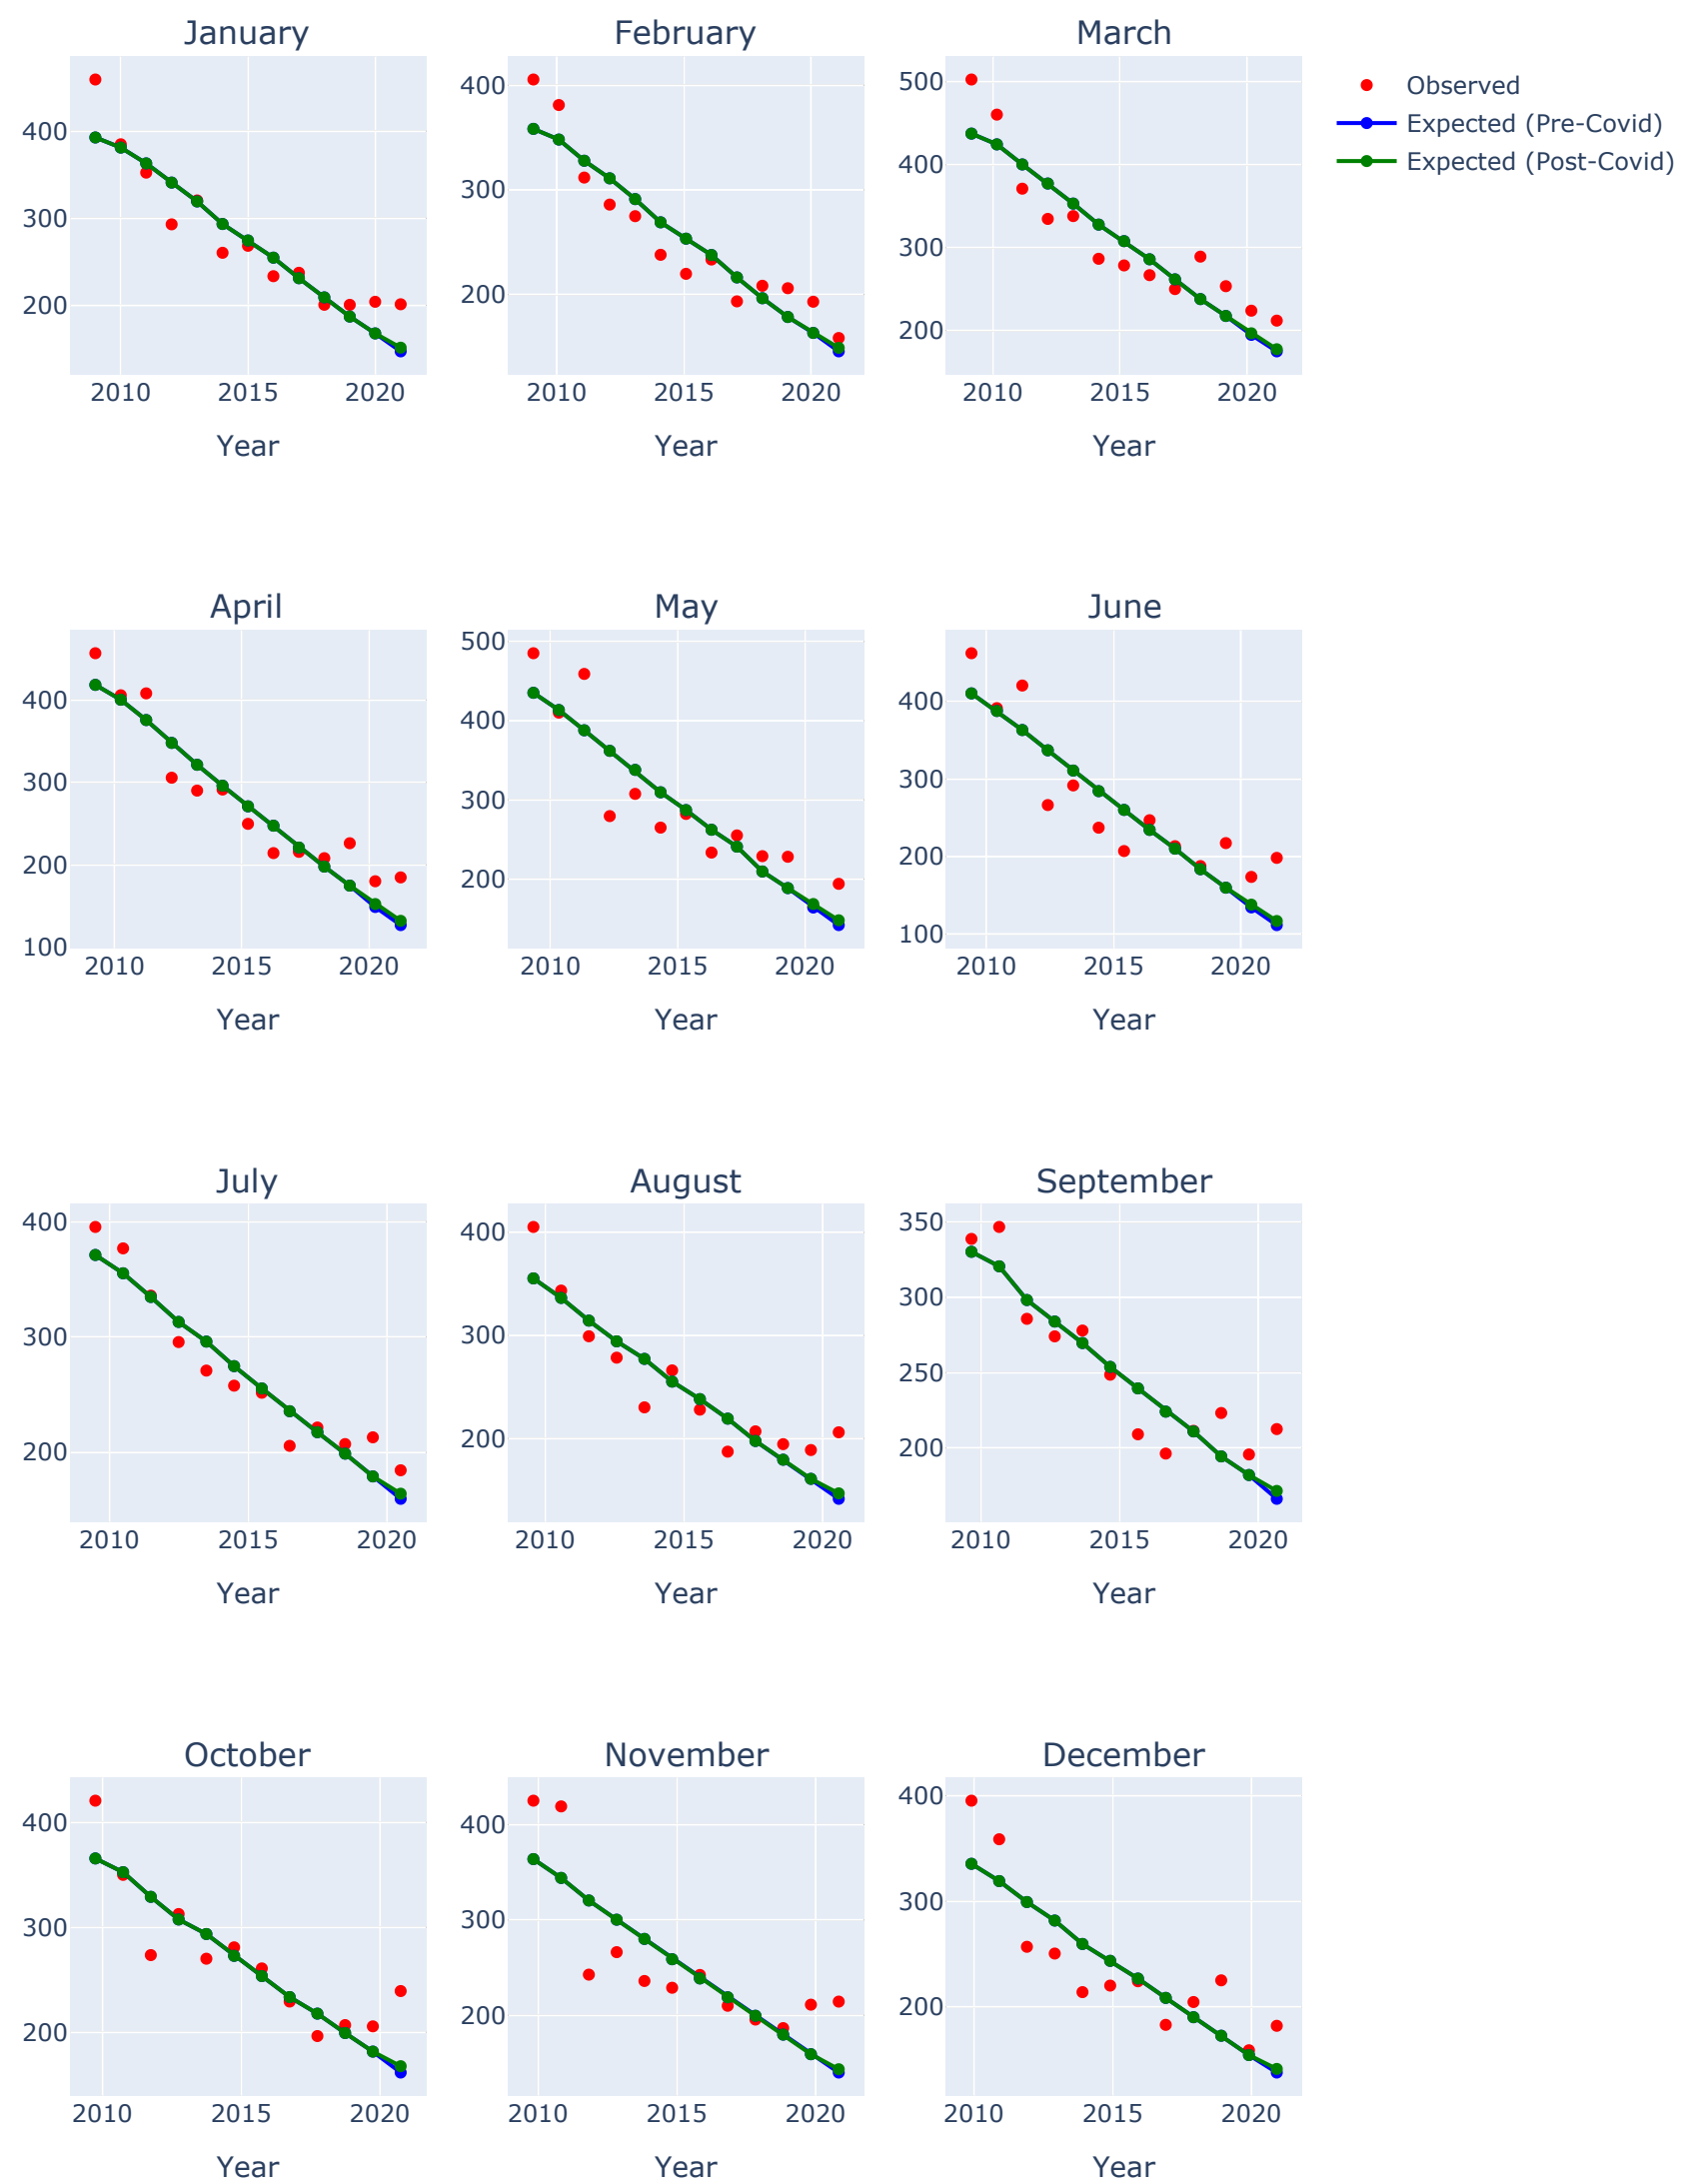 January February March
400
300
200
2010 2015 2020
Year
400
300
200
2010 2015 2020
Year
500
400
300
200
2010 2015 2020
Year
Observed
Expected (Pre-Covid)
Expected (Post-Covid)
April May June
400
300
200
100
2010 2015 2020
Year
500
400
300
200
2010 2015 2020
Year
400
300
200
100
2010 2015 2020
Year
July August September
400
300
200
2010 2015 2020
Year
400
300
200
2010 2015 2020
Year
350
300
250
200
2010 2015 2020
Year
October November December
400
300
200
2010 2015 2020
Year
400
300
200
2010 2015 2020
Year
400
300
200
2010 2015 2020
Year